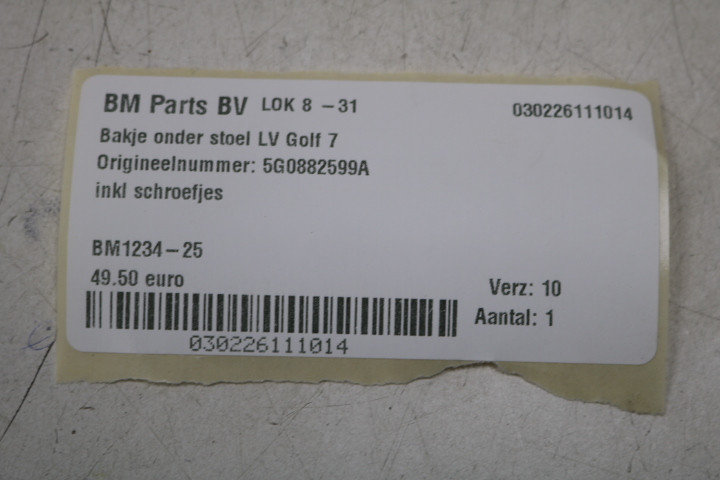 BM Parts BV LOK 8 -31 030226111014
Bakje onder stoel LV Golf 7
Origineelnummer: 5G0882599A
inkl schroefjes
BM1234-25
49.50 euro Verz: 10
Aantal: 1
030226111014